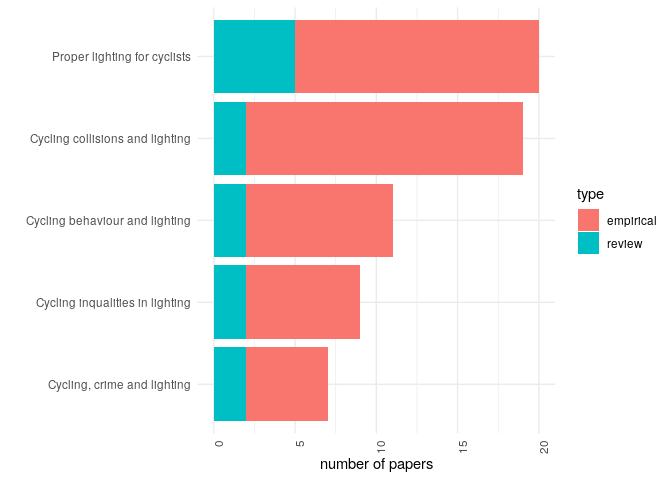 Proper lighting for cyclists
Cycling collisions and lighting
Cycling behaviour and lighting
Cycling inqualities in lighting
Cycling, crime and lighting
0
5
10
15
20
number of papers
type
empirical
review